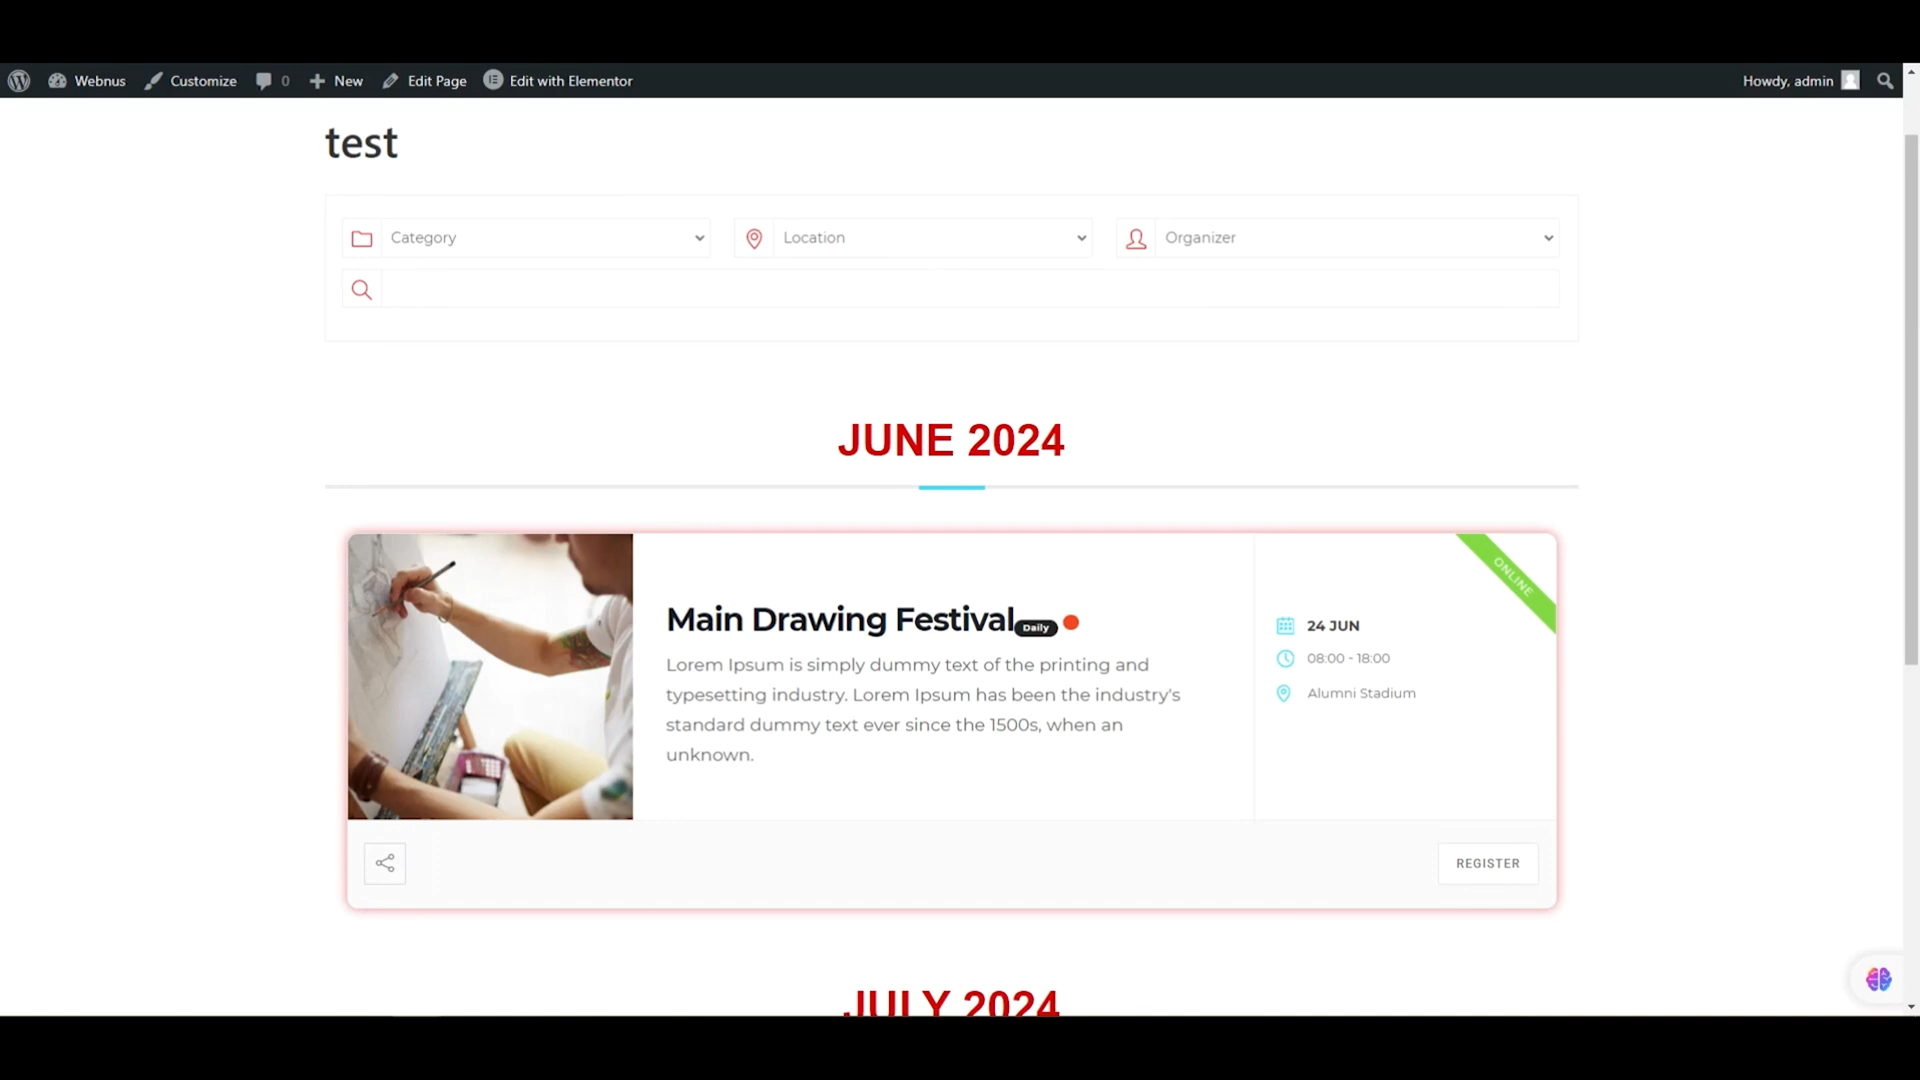 Webnus Customize 0 New Edit Page Edit with Elementor Howdy, admin
test
Category Location Organizer
JUNE 2024
ONLINE
Main Drawing Festival Daily
Lorem Ipsum is simply dummy text of the printing and
typesetting industry. Lorem Ipsum has been the industry's
standard dummy text ever since the 1500s, when an
unknown.
24 JUN
08:00 - 18:00
Alumni Stadium
REGISTER
JULY 2024